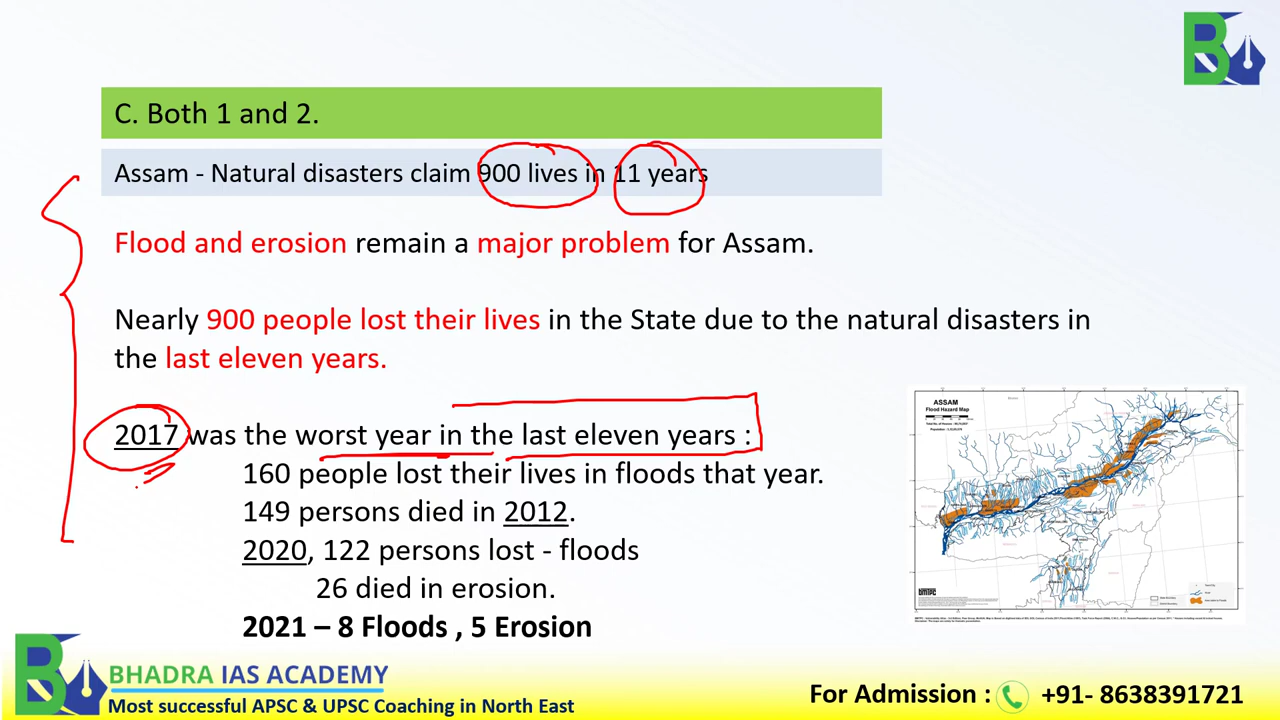 C. Both 1 and 2.
Assam - Natural disasters claim 900 lives in 11 years
Flood and erosion remain a major problem for Assam.
Nearly 900 people lost their lives in the State due to the natural disasters in
the last eleven years.
2017 was the worst year in the last eleven years :
160 people lost their lives in floods that year.
149 persons died in 2012.
2020, 122 persons lost - floods
26 died in erosion.
2021 – 8 Floods , 5 Erosion
ASSAM
Flood Hazard Map
BHADRA IAS ACADEMY
Most successful APSC & UPSC Coaching in North East
For Admission : +91- 8638391721